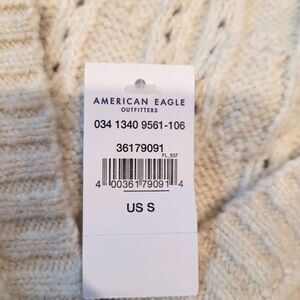 AMERICAN EAGLE
OUTFITTERS
034 1340 9561-106
36179091
FL_537
4 00361 79091 4
US S